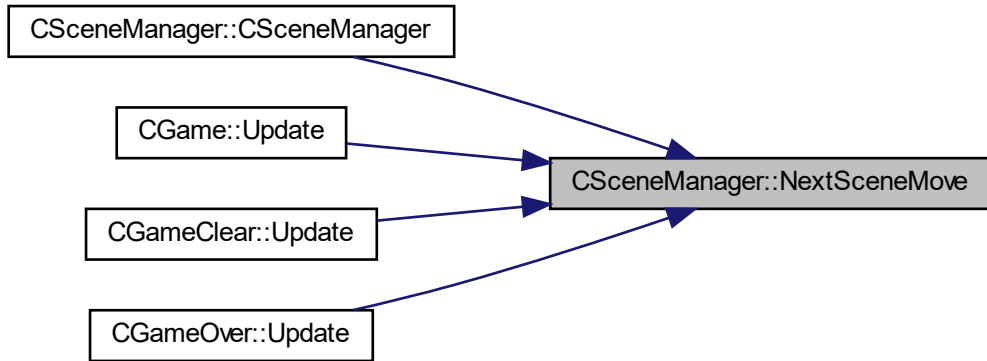 CSceneManager::CSceneManager
CGame::Update
CSceneManager::NextSceneMove
CGameClear::Update
CGameOver::Update